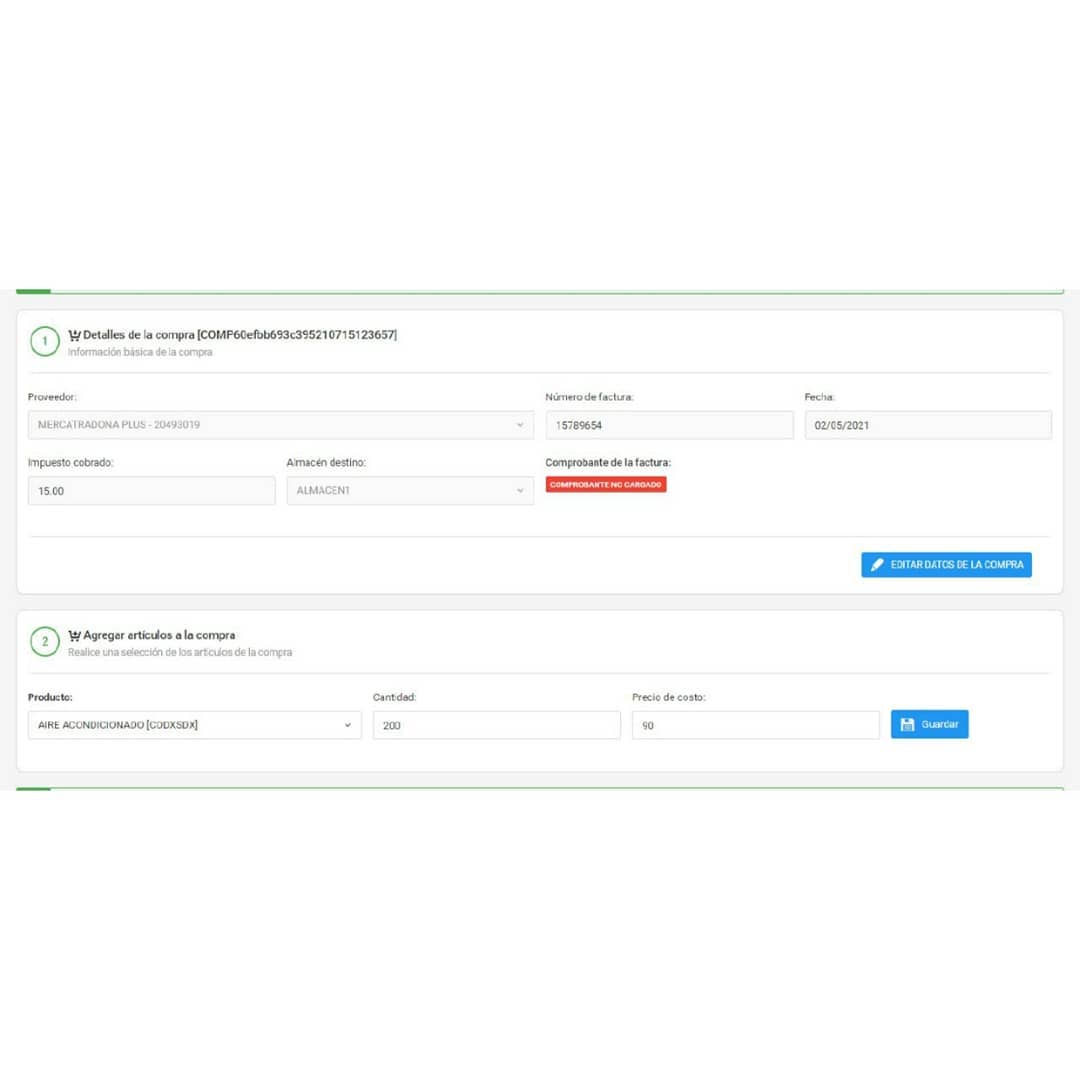 1
Detalles de la compra [COMP60efbb693c395210715123657]
Información básica de la compra
Proveedor:
Número de factura:
Fecha:
MERCATRADONA PLUS - 20493019
15789654
02/05/2021
Impuesto cobrado:
Almacén destino:
Comprobante de la factura:
15.00
ALMACEN1
COMPROBANTE NO CARGADO
EDITAR DATOS DE LA COMPRA
2
Agregar artículos a la compra
Realice una selección de los artículos de la compra
Producto:
Cantidad:
Precio de costo:
AIRE ACONDICIONADO [CODXSDX]
200
90
Guardar